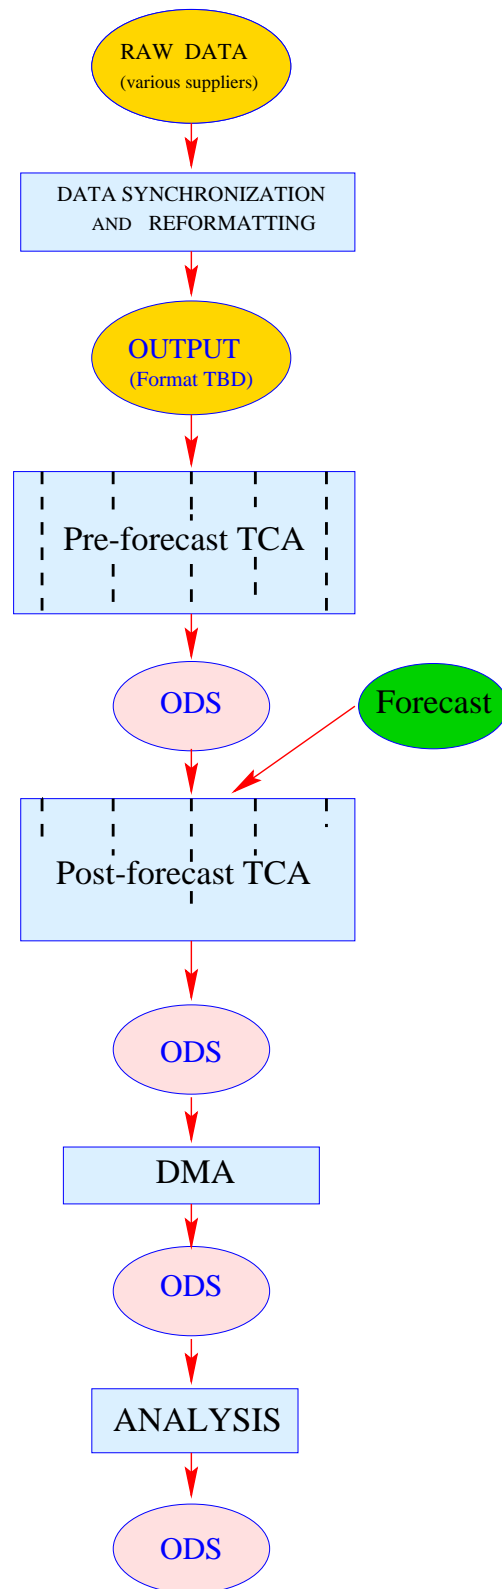 RAW DATA
(various suppliers)
DATA SYNCHRONIZATION
AND REFORMATTING
OUTPUT
(Format TBD)
Pre-forecast TCA
ODS
Forecast
Post-forecast TCA
ODS
DMA
ODS
ANALYSIS
ODS